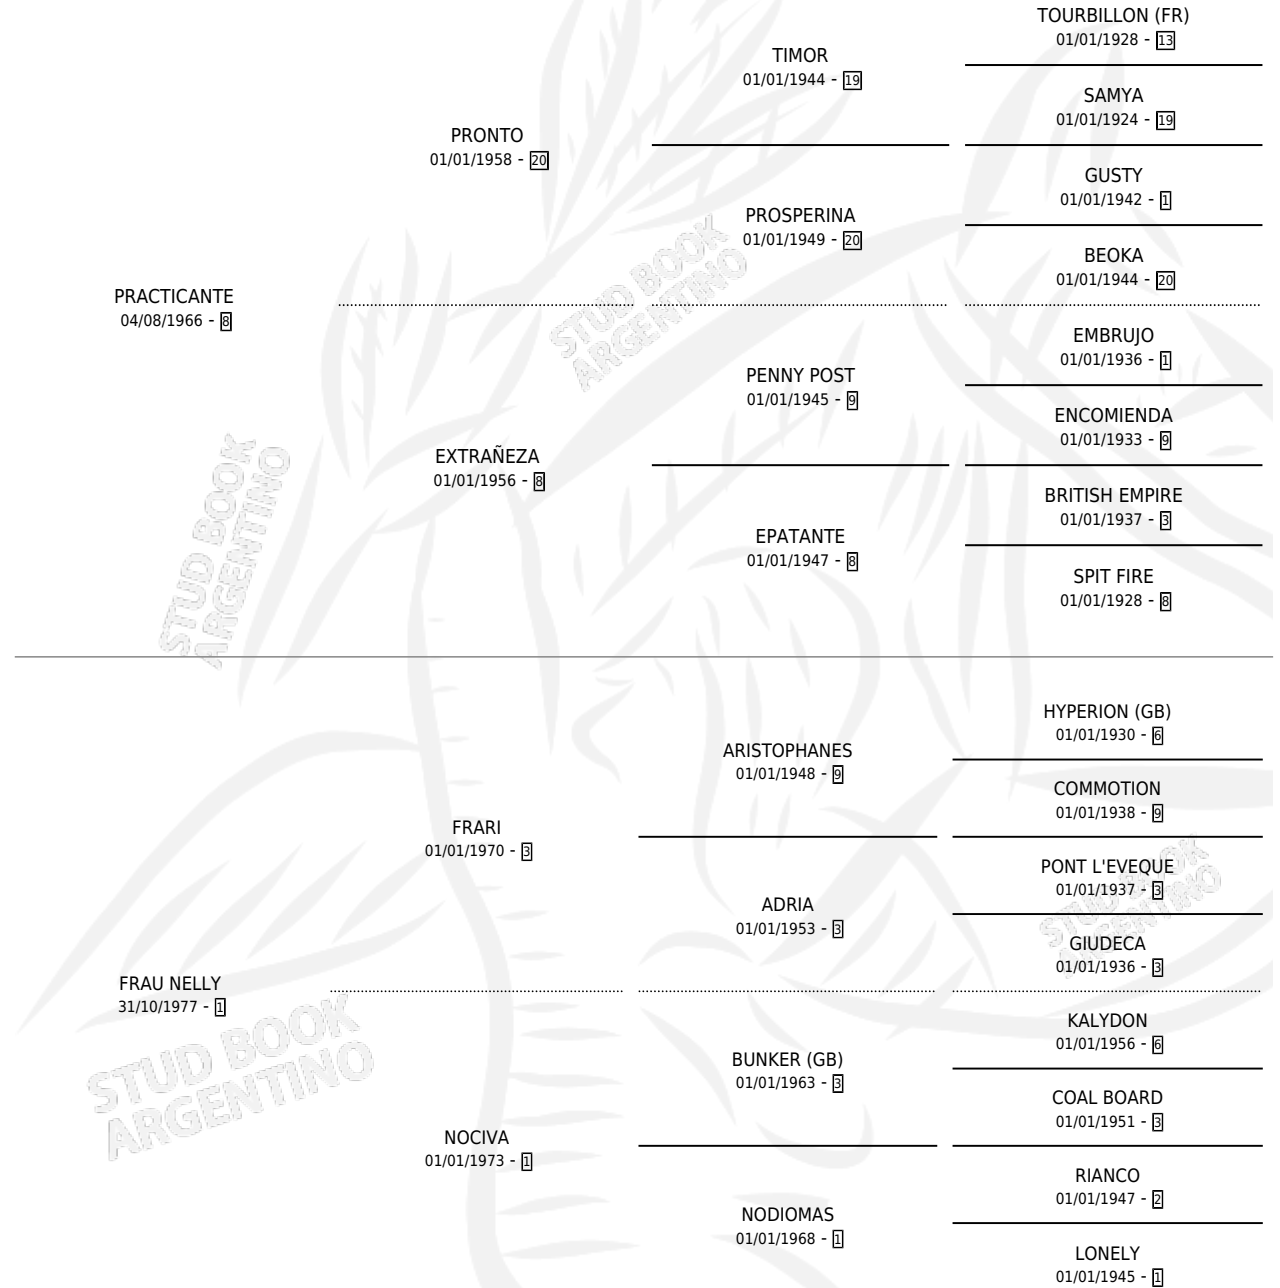 TOURBILLON (FR)
01/01/1928 - 13
TIMOR
01/01/1944 - 19
SAMYA
01/01/1924 - 19
PRONTO
01/01/1958 - 20
GUSTY
01/01/1942 - 1
PROSPERINA
01/01/1949 - 20
BEOKA
01/01/1944 - 20
PRACTICANTE
04/08/1966 - 8
EMBRUJO
01/01/1936 - 1
PENNY POST
01/01/1945 - 9
ENCOMIENDA
01/01/1933 - 9
EXTRAÑEZA
01/01/1956 - 8
BRITISH EMPIRE
01/01/1937 - 3
EPATANTE
01/01/1947 - 8
SPIT FIRE
01/01/1928 - 8
HYPERION (GB)
01/01/1930 - 6
ARISTOPHANES
01/01/1948 - 9
COMMOTION
01/01/1938 - 9
FRARI
01/01/1970 - 3
PONT L'EVEQUE
01/01/1937 - 3
ADRIA
01/01/1953 - 3
GIUDECA
01/01/1936 - 3
FRAU NELLY
31/10/1977 - 1
KALYDON
01/01/1956 - 6
BUNKER (GB)
01/01/1963 - 3
COAL BOARD
01/01/1951 - 3
NOCIVA
01/01/1973 - 1
RIANCO
01/01/1947 - 2
NODIOMAS
01/01/1968 - 1
LONELY
01/01/1945 - 1
STUD BOOK
ARGENTINO
STUD BOOK
ARGENTINO
STUD BOOK
ARGENTINO
STUD BOOK
ARGENTINO